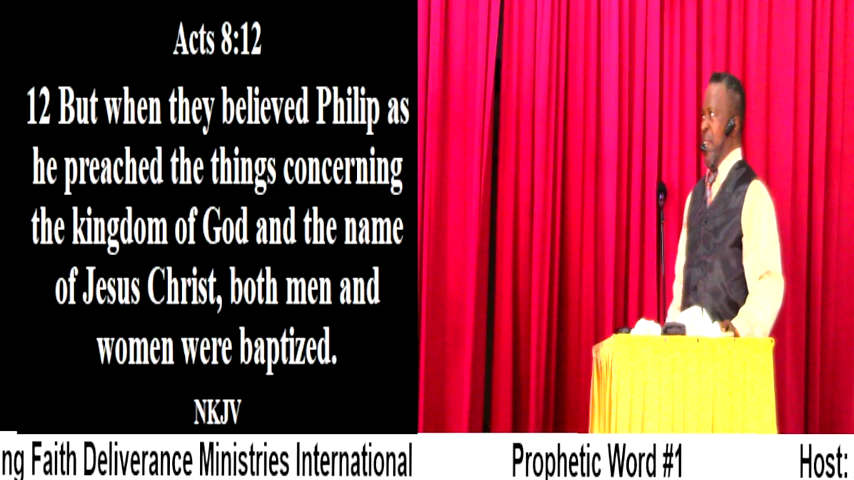 Acts 8:12
12 But when they believed Philip as
he preached the things concerning
the kingdom of God and the name
of Jesus Christ, both men and
women were baptized.
NKJV
ng Faith Deliverance Ministries International Prophetic Word #1 Host: